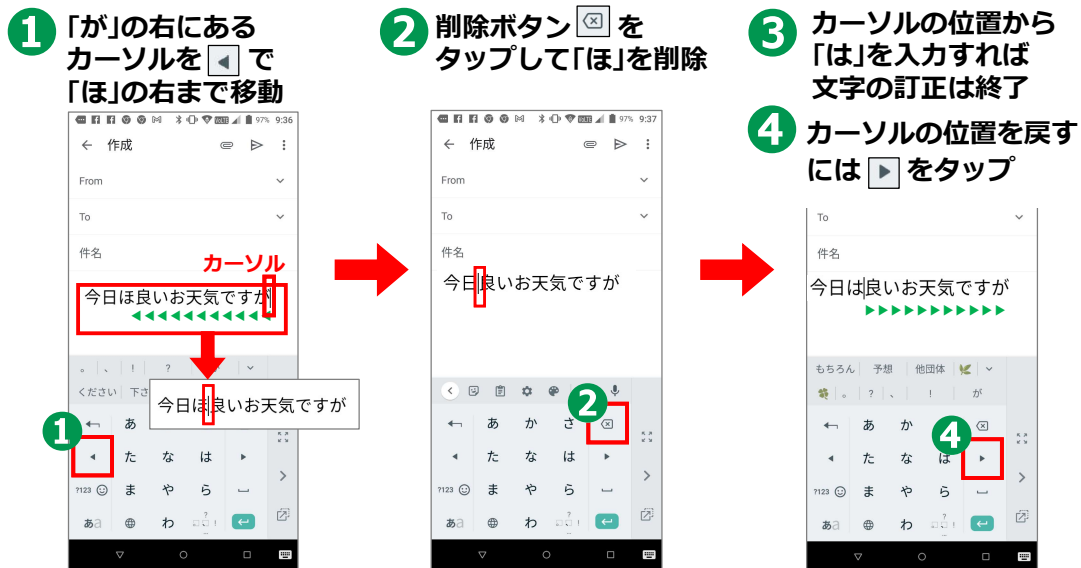 1 「が」の右にある
カーソルを ◀ で
「ほ」の右まで移動
97% 9:36
← 作成
From
To
件名
カーソル
今日ほ良いお天気ですが
。 、 ! ?
ください 下さ
今日ほ良いお天気ですが
1
あ
た な は
?123 ま や ら
あa わ 、 。 ? !
2 削除ボタン を
タップして「ほ」を削除
97% 9:37
← 作成
From
To
件名
今日良いお天気ですが
2
あ か さ
た な は
?123 ま や ら
あa わ 、 。 ? !
3 カーソルの位置から
「は」を入力すれば
文字の訂正は終了
4 カーソルの位置を戻す
には ▶ をタップ
To
件名
今日は良いお天気ですが
もちろん 予想 他団体
。 ? 、 ! が
4
あ か
た な は
?123 ま や ら
あa わ 、 。 ? !